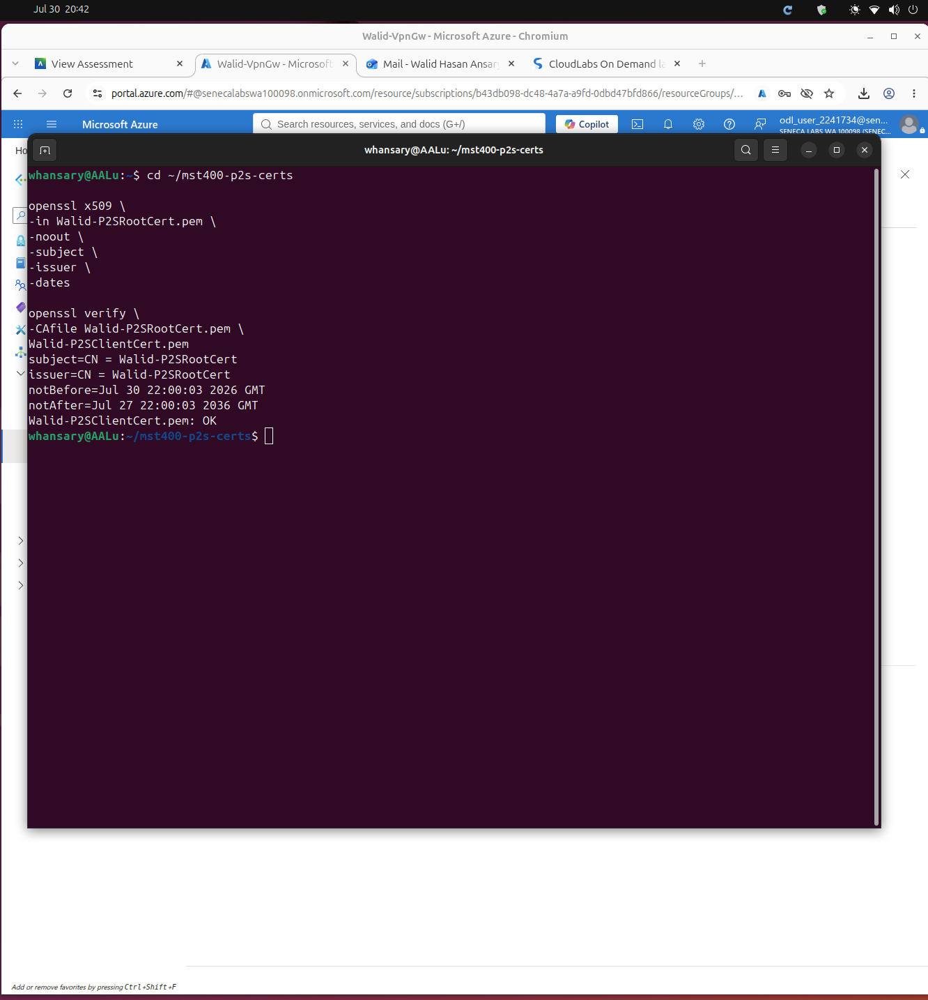 Jul 30 20:42
Walid-VpnGw - Microsoft Azure - Chromium
View Assessment
Walid-VpnGw - Microsoft
Mail - Walid Hasan Ansary
CloudLabs On Demand la
portal.azure.com/#@senecalabswa100098.onmicrosoft.com/resource/subscriptions/b43db098-dc48-4a7a-a9fd-0dbd47bfd866/resourceGroups/...
Microsoft Azure
Search resources, services, and docs (G+/)
Copilot
odl_user_2241734@sen...
SENECA LABS WA 100098 (SENEC...
Ho
whansary@AALu: ~/mst400-p2s-certs
whansary@AALu:~$ cd ~/mst400-p2s-certs
openssl x509 \
-in Walid-P2SRootCert.pem \
-noout \
-subject \
-issuer \
-dates
openssl verify \
-CAfile Walid-P2SRootCert.pem \
Walid-P2SClientCert.pem
subject=CN = Walid-P2SRootCert
issuer=CN = Walid-P2SRootCert
notBefore=Jul 30 22:00:03 2026 GMT
notAfter=Jul 27 22:00:03 2036 GMT
Walid-P2SClientCert.pem: OK
whansary@AALu:~/mst400-p2s-certs$
Add or remove favorites by pressing Ctrl+Shift+F